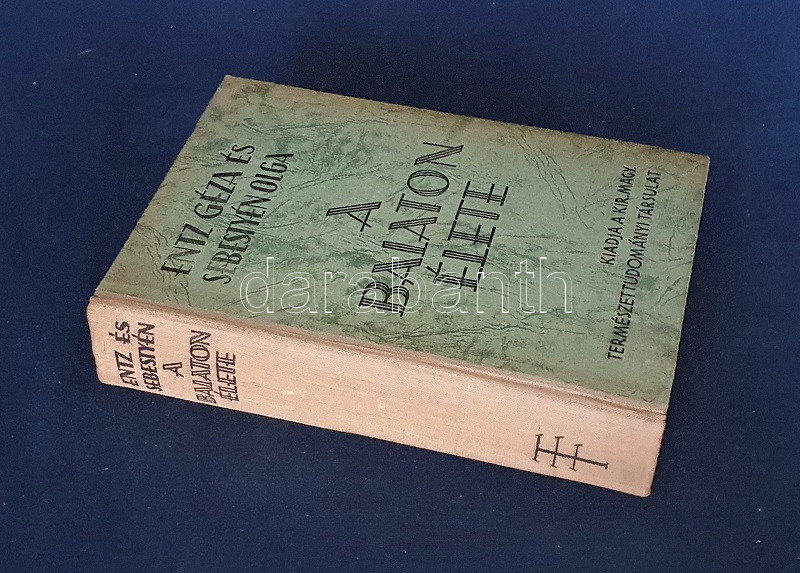 ENTZ GÉZA ÉS
SEBESTYÉN OLGA
A
BALATON
ÉLETE
KIADJA A KIR. MAGY.
TERMÉSZETTUDOMÁNYI TÁRSULAT
ENTZ ÉS
SEBESTYÉN
A
BALATON
ÉLETE
darabanth